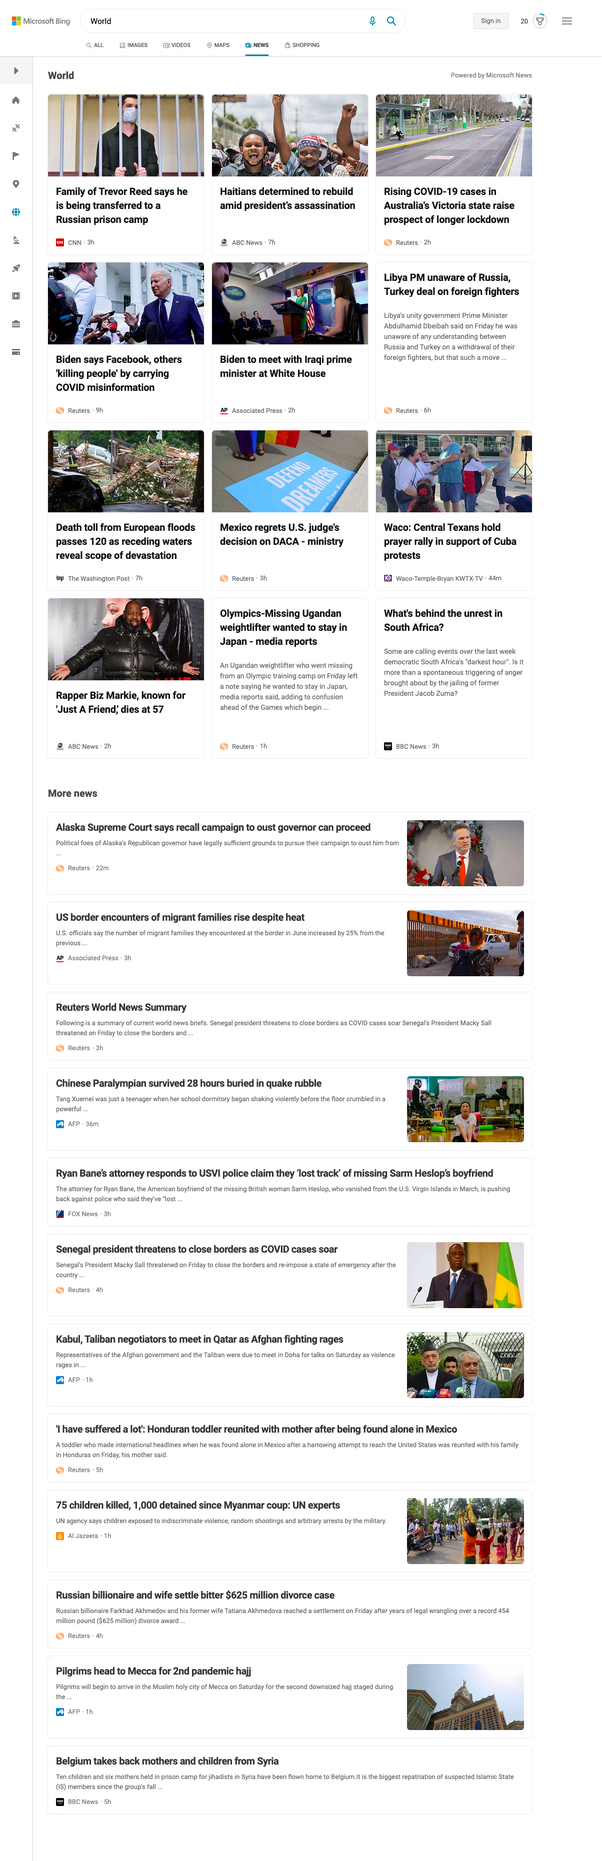 Microsoft Bing
World
Sign in
20
ALL
IMAGES
VIDEOS
MAPS
NEWS
SHOPPING
World
Powered by Microsoft News
Family of Trevor Reed says he
is being transferred to a
Russian prison camp
CNN · 3h
Haitians determined to rebuild
amid president's assassination
ABC News · 7h
Rising COVID-19 cases in
Australia's Victoria state raise
prospect of longer lockdown
Reuters · 2h
Biden says Facebook, others
'killing people' by carrying
COVID misinformation
Reuters · 9h
Biden to meet with Iraqi prime
minister at White House
AP Associated Press · 2h
Libya PM unaware of Russia,
Turkey deal on foreign fighters
Libya's unity government Prime Minister
Abdulhamid Dbeibah said on Friday he was
unaware of any understanding between
Russia and Turkey on a withdrawal of their
foreign fighters, but that such a move ...
Reuters · 6h
Death toll from European floods
passes 120 as receding waters
reveal scope of devastation
wp The Washington Post · 7h
DEFEND
DREAMERS
Mexico regrets U.S. judge's
decision on DACA - ministry
Reuters · 3h
Waco: Central Texans hold
prayer rally in support of Cuba
protests
Waco-Temple-Bryan KWTX-TV · 44m
Rapper Biz Markie, known for
'Just A Friend,' dies at 57
ABC News · 2h
Olympics-Missing Ugandan
weightlifter wanted to stay in
Japan - media reports
An Ugandan weightlifter who went missing
from an Olympic training camp on Friday left
a note saying he wanted to stay in Japan,
media reports said, adding to confusion
ahead of the Games which begin ...
Reuters · 1h
What's behind the unrest in
South Africa?
Some are calling events over the last week
democratic South Africa's "darkest hour". Is it
more than a spontaneous triggering of anger
brought about by the jailing of former
President Jacob Zuma?
BBC News · 3h
More news
Alaska Supreme Court says recall campaign to oust governor can proceed
Political foes of Alaska's Republican governor have legally sufficient grounds to pursue their campaign to oust him from
...
Reuters · 22m
US border encounters of migrant families rise despite heat
U.S. officials say the number of migrant families they encountered at the border in June increased by 25% from the
previous ...
AP Associated Press · 3h
Reuters World News Summary
Following is a summary of current world news briefs. Senegal president threatens to close borders as COVID cases soar Senegal's President Macky Sall
threatened on Friday to close the borders and ...
Reuters · 3h
Chinese Paralympian survived 28 hours buried in quake rubble
Tang Xuemei was just a teenager when her school dormitory began shaking violently before the floor crumbled in a
powerful ...
AFP · 36m
Ryan Bane's attorney responds to USVI police claim they 'lost track' of missing Sarm Heslop's boyfriend
The attorney for Ryan Bane, the American boyfriend of the missing British woman Sarm Heslop, who vanished from the U.S. Virgin Islands in March, is pushing
back against police who said they've "lost ...
FOX News · 3h
Senegal president threatens to close borders as COVID cases soar
Senegal's President Macky Sall threatened on Friday to close the borders and re-impose a state of emergency after the
country ...
Reuters · 4h
Kabul, Taliban negotiators to meet in Qatar as Afghan fighting rages
Representatives of the Afghan government and the Taliban were due to meet in Doha for talks on Saturday as violence
rages in ...
AFP · 1h
'I have suffered a lot': Honduran toddler reunited with mother after being found alone in Mexico
A toddler who made international headlines when he was found alone in Mexico after a harrowing attempt to reach the United States was reunited with his family
in Honduras on Friday, his mother said.
Reuters · 5h
75 children killed, 1,000 detained since Myanmar coup: UN experts
UN agency says children exposed to indiscriminate violence, random shootings and arbitrary arrests by the military.
Al Jazeera · 1h
Russian billionaire and wife settle bitter $625 million divorce case
Russian billionaire Farkhad Akhmedov and his former wife Tatiana Akhmedova reached a settlement on Friday after years of legal wrangling over a record 454
million pound ($625 million) divorce award ...
Reuters · 4h
Pilgrims head to Mecca for 2nd pandemic hajj
Pilgrims will begin to arrive in the Muslim holy city of Mecca on Saturday for the second downsized hajj staged during
the ...
AFP · 1h
Belgium takes back mothers and children from Syria
Ten children and six mothers held in prison camp for jihadists in Syria have been flown home to Belgium.It is the biggest repatriation of suspected Islamic State
(IS) members since the group's fall ...
BBC News · 5h